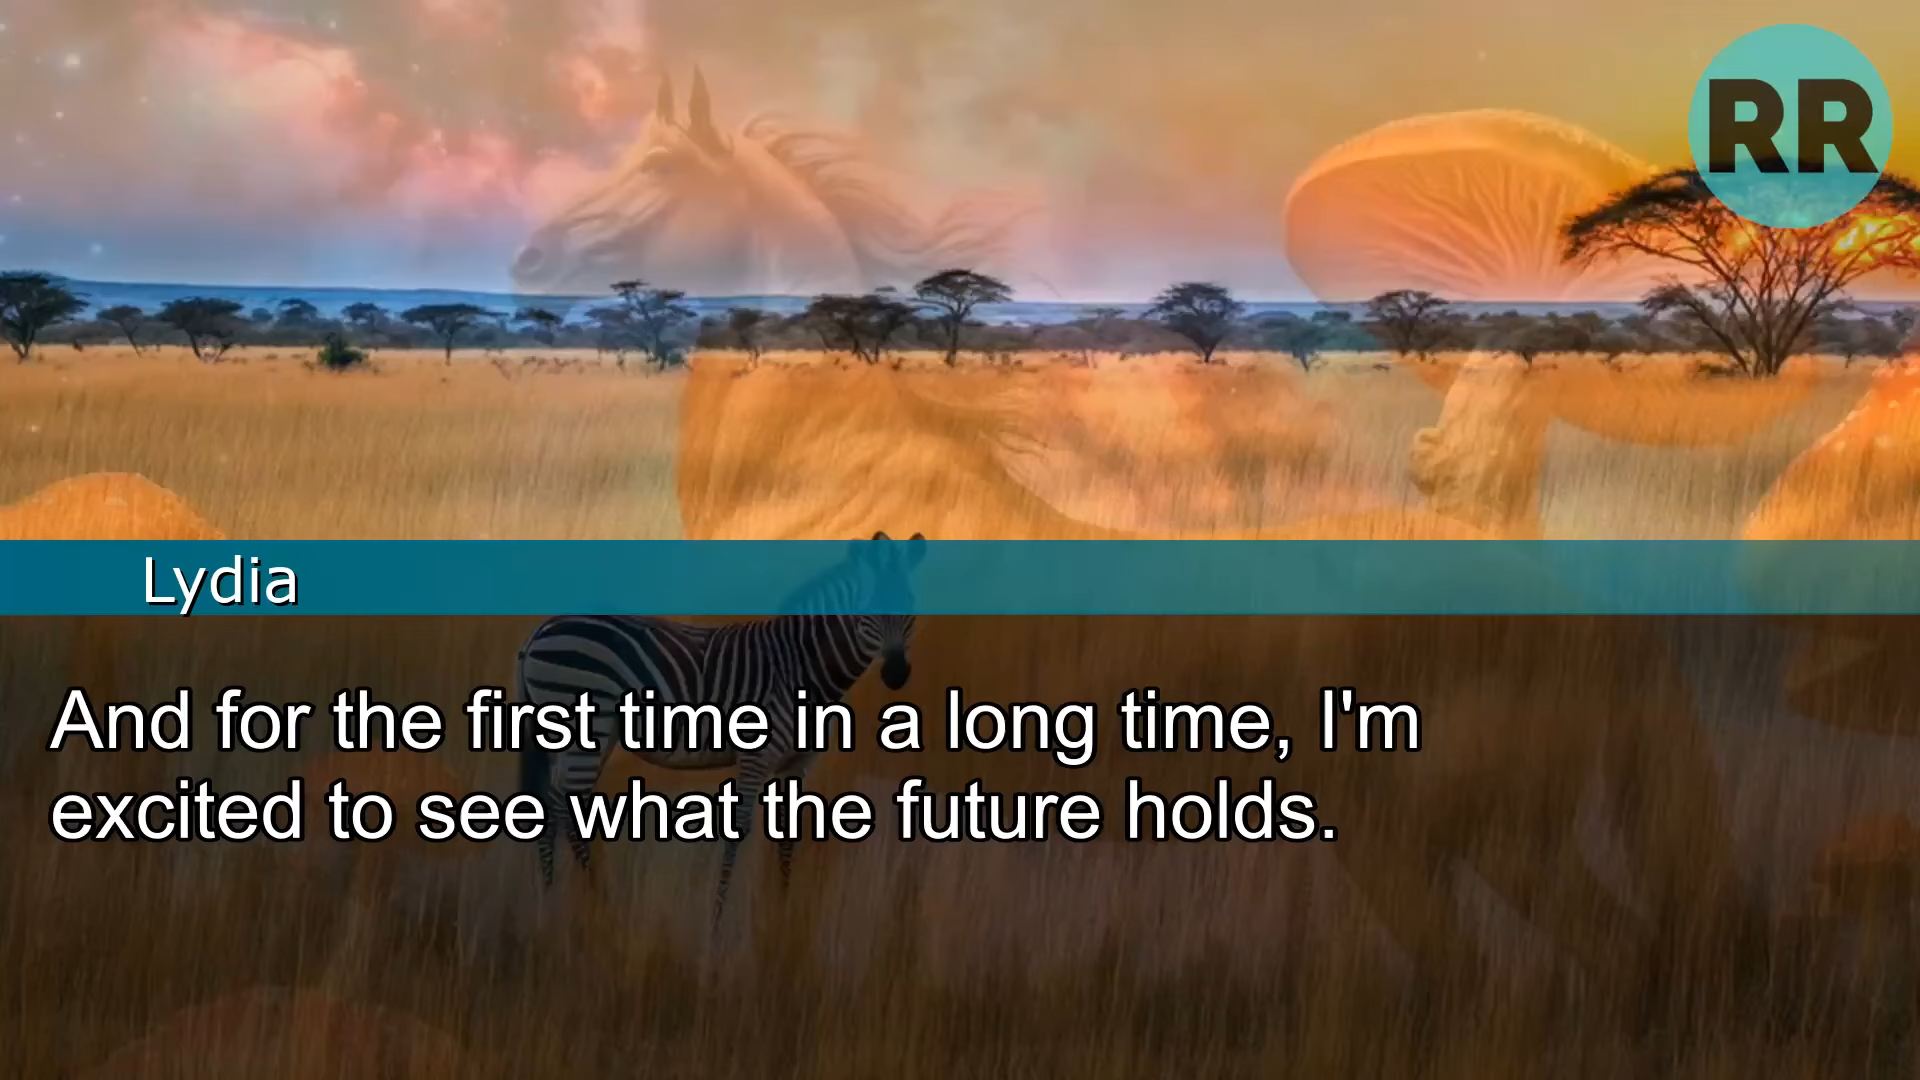 RR
Lydia
And for the first time in a long time, I'm
excited to see what the future holds.